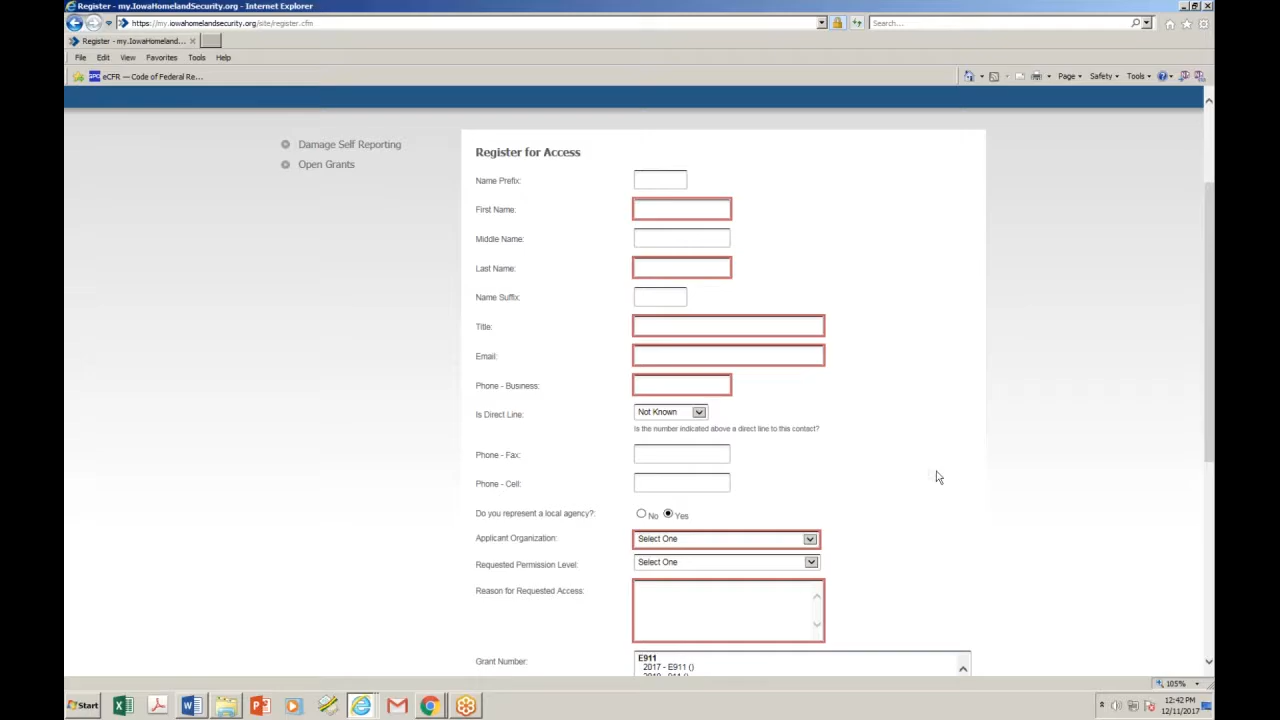 Register - my.IowaHomelandSecurity.org - Internet Explorer
https://my.iowahomelandsecurity.org/site/register.cfm
Search...
Register - my.IowaHomeland...
File Edit View Favorites Tools Help
GPO eCFR — Code of Federal Re...
Page Safety Tools
Damage Self Reporting
Open Grants
Register for Access
Name Prefix:
First Name:
Middle Name:
Last Name:
Name Suffix:
Title:
Email:
Phone - Business:
Is Direct Line: Not Known
Is the number indicated above a direct line to this contact?
Phone - Fax:
Phone - Cell:
Do you represent a local agency?: No Yes
Applicant Organization: Select One
Requested Permission Level: Select One
Reason for Requested Access:
Grant Number: E911
2017 - E911 ()
105%
Start
12:42 PM
12/11/2017